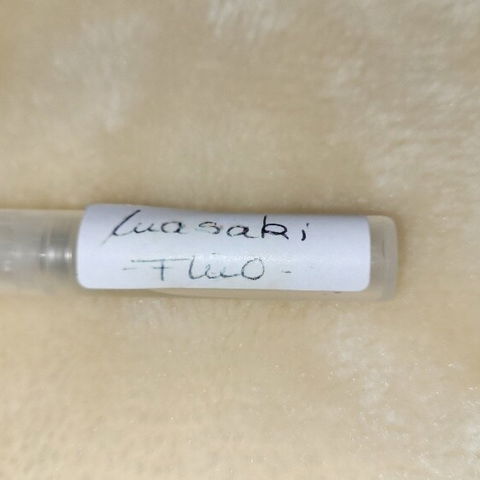 Iwasaki
- Fluo -